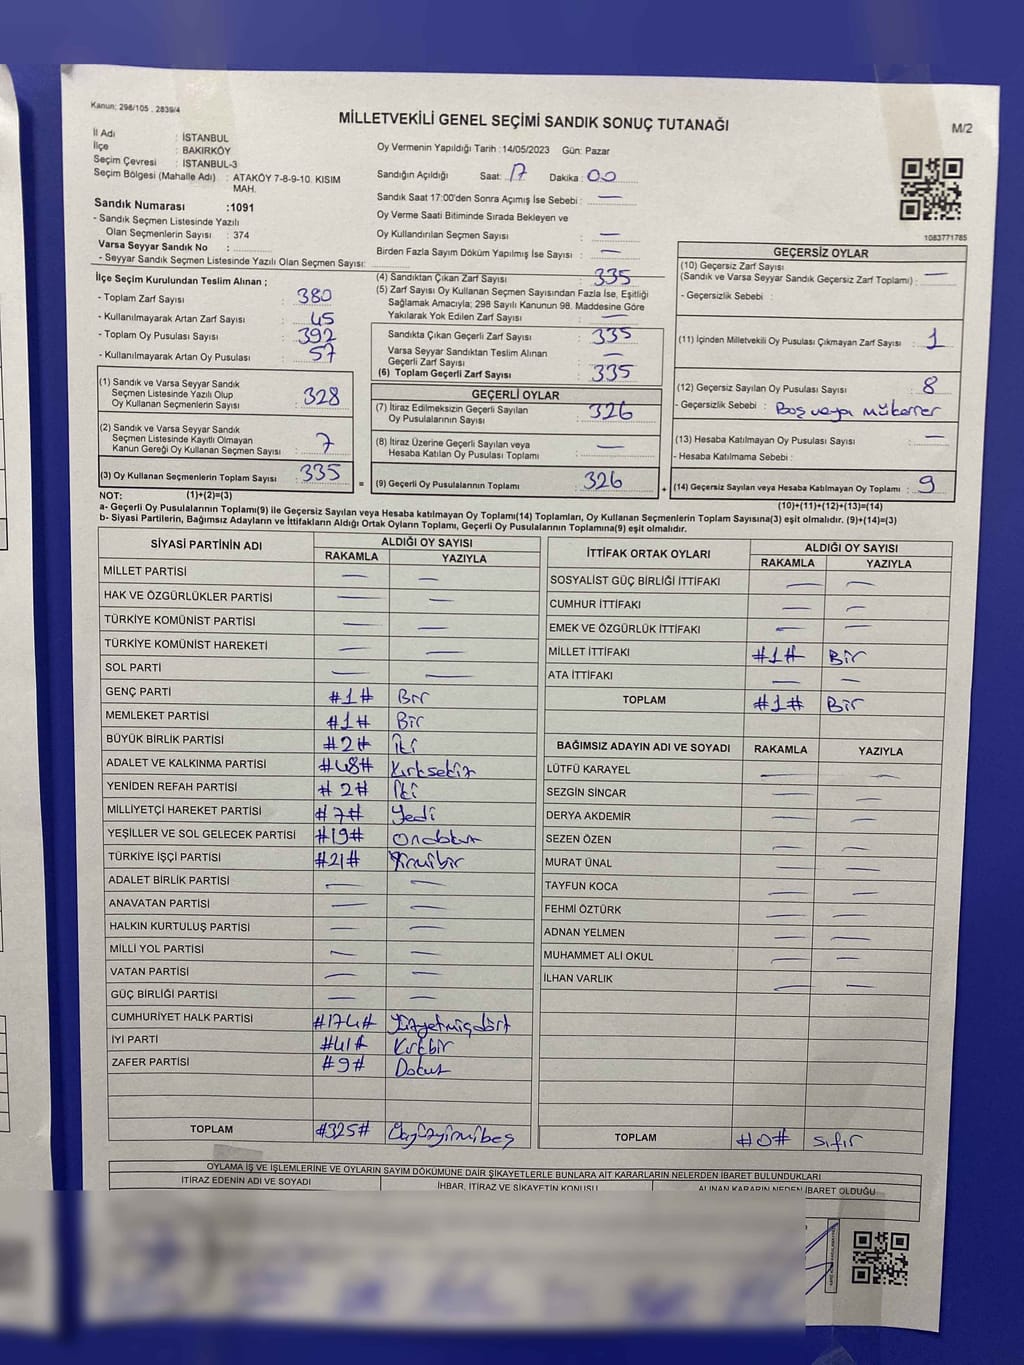 Kanun; 298/105 , 2839/4
MİLLETVEKİLİ GENEL SEÇİMİ SANDIK SONUÇ TUTANAĞI
M/2
İl Adı : İSTANBUL
İlçe : BAKIRKÖY
Seçim Çevresi : İSTANBUL-3
Seçim Bölgesi (Mahalle Adı) : ATAKÖY 7-8-9-10. KISIM
MAH.
Sandık Numarası :1091
- Sandık Seçmen Listesinde Yazılı
Olan Seçmenlerin Sayısı : 374
Varsa Seyyar Sandık No :
- Seyyar Sandık Seçmen Listesinde Yazılı Olan Seçmen Sayısı:
Oy Vermenin Yapıldığı Tarih :14/05/2023 Gün: Pazar
Sandığın Açıldığı Saat: 17 Dakika : 00
Sandık Saat 17:00'den Sonra Açımış İse Sebebi : —
Oy Verme Saati Bitiminde Sırada Bekleyen ve
Oy Kullandırılan Seçmen Sayısı : —
Birden Fazla Sayım Döküm Yapılmış İse Sayısı : —
1083771785
İlçe Seçim Kurulundan Teslim Alınan ;
- Toplam Zarf Sayısı : 380
- Kullanılmayarak Artan Zarf Sayısı : 45
- Toplam Oy Pusulası Sayısı : 392
- Kullanılmayarak Artan Oy Pusulası : 57
(1) Sandık ve Varsa Seyyar Sandık
Seçmen Listesinde Yazılı Olup
Oy Kullanan Seçmenlerin Sayısı : 328
(2) Sandık ve Varsa Seyyar Sandık
Seçmen Listesinde Kayıtlı Olmayan
Kanun Gereği Oy Kullanan Seçmen Sayısı : 7
(3) Oy Kullanan Seçmenlerin Toplam Sayısı : 335
(4) Sandıktan Çıkan Zarf Sayısı : 335
(5) Zarf Sayısı Oy Kullanan Seçmen Sayısından Fazla İse, Eşitliği
Sağlamak Amacıyla; 298 Sayılı Kanunun 98. Maddesine Göre
Yakılarak Yok Edilen Zarf Sayısı : —
Sandıkta Çıkan Geçerli Zarf Sayısı : 335
Varsa Seyyar Sandıktan Teslim Alınan
Geçerli Zarf Sayısı : —
(6) Toplam Geçerli Zarf Sayısı : 335
GEÇERLİ OYLAR
(7) İtiraz Edilmeksizin Geçerli Sayılan
Oy Pusulalarının Sayısı : 326
(8) İtiraz Üzerine Geçerli Sayılan veya
Hesaba Katılan Oy Pusulası Toplamı : —
= (9) Geçerli Oy Pusulalarının Toplamı : 326
GEÇERSİZ OYLAR
(10) Geçersiz Zarf Sayısı
(Sandık ve Varsa Seyyar Sandık Geçersiz Zarf Toplamı) : —
- Geçersizlik Sebebi :
(11) İçinden Milletvekili Oy Pusulası Çıkmayan Zarf Sayısı : 1
(12) Geçersiz Sayılan Oy Pusulası Sayısı : 8
- Geçersizlik Sebebi : Boş veya mükerrer
(13) Hesaba Katılmayan Oy Pusulası Sayısı : —
- Hesaba Katılmama Sebebi :
+ (14) Geçersiz Sayılan veya Hesaba Katılmayan Oy Toplamı : 9
NOT: (1)+(2)=(3)
(10)+(11)+(12)+(13)=(14)
a- Geçerli Oy Pusulalarının Toplamı(9) ile Geçersiz Sayılan veya Hesaba katılmayan Oy Toplamı(14) Toplamları, Oy Kullanan Seçmenlerin Toplam Sayısına(3) eşit olmalıdır. (9)+(14)=(3)
b- Siyasi Partilerin, Bağımsız Adayların ve İttifakların Aldığı Ortak Oyların Toplamı, Geçerli Oy Pusulalarının Toplamına(9) eşit olmalıdır.
SİYASİ PARTİNİN ADI ALDIĞI OY SAYISI
RAKAMLA YAZIYLA
MİLLET PARTİSİ — —
HAK VE ÖZGÜRLÜKLER PARTİSİ — —
TÜRKİYE KOMÜNİST PARTİSİ — —
TÜRKİYE KOMÜNİST HAREKETİ — —
SOL PARTİ — —
GENÇ PARTİ #1# Bir
MEMLEKET PARTİSİ #1# Bir
BÜYÜK BİRLİK PARTİSİ #2# İki
ADALET VE KALKINMA PARTİSİ #48# Kırksekiz
YENİDEN REFAH PARTİSİ #2# İki
MİLLİYETÇİ HAREKET PARTİSİ #7# Yedi
YEŞİLLER VE SOL GELECEK PARTİSİ #19# Ondokuz
TÜRKİYE İŞÇİ PARTİSİ #21# Yirmibir
ADALET BİRLİK PARTİSİ — —
ANAVATAN PARTİSİ — —
HALKIN KURTULUŞ PARTİSİ — —
MİLLİ YOL PARTİSİ — —
VATAN PARTİSİ — —
GÜÇ BİRLİĞİ PARTİSİ — —
CUMHURİYET HALK PARTİSİ #174# Yüzyetmişdört
İYİ PARTİ #41# Kırkbir
ZAFER PARTİSİ #9# Dokuz
TOPLAM #325# Üçyüzyirmibeş
İTTİFAK ORTAK OYLARI ALDIĞI OY SAYISI
RAKAMLA YAZIYLA
SOSYALİST GÜÇ BİRLİĞİ İTTİFAKI — —
CUMHUR İTTİFAKI — —
EMEK VE ÖZGÜRLÜK İTTİFAKI — —
MİLLET İTTİFAKI #1# Bir
ATA İTTİFAKI — —
TOPLAM #1# Bir
BAĞIMSIZ ADAYIN ADI VE SOYADI RAKAMLA YAZIYLA
LÜTFÜ KARAYEL — —
SEZGİN SİNCAR — —
DERYA AKDEMİR — —
SEZEN ÖZEN — —
MURAT ÜNAL — —
TAYFUN KOCA — —
FEHMİ ÖZTÜRK — —
ADNAN YELMEN — —
MUHAMMET ALİ OKUL — —
İLHAN VARLIK — —
TOPLAM #0# sıfır
OYLAMA İŞ VE İŞLEMLERİNE VE OYLARIN SAYIM DÖKÜMÜNE DAİR ŞİKAYETLERLE BUNLARA AİT KARARLARIN NELERDEN İBARET BULUNDUKLARI
İTİRAZ EDENİN ADI VE SOYADI İHBAR, İTİRAZ VE ŞİKAYETİN KONUSU ALINAN KARARIN NEDEN İBARET OLDUĞU